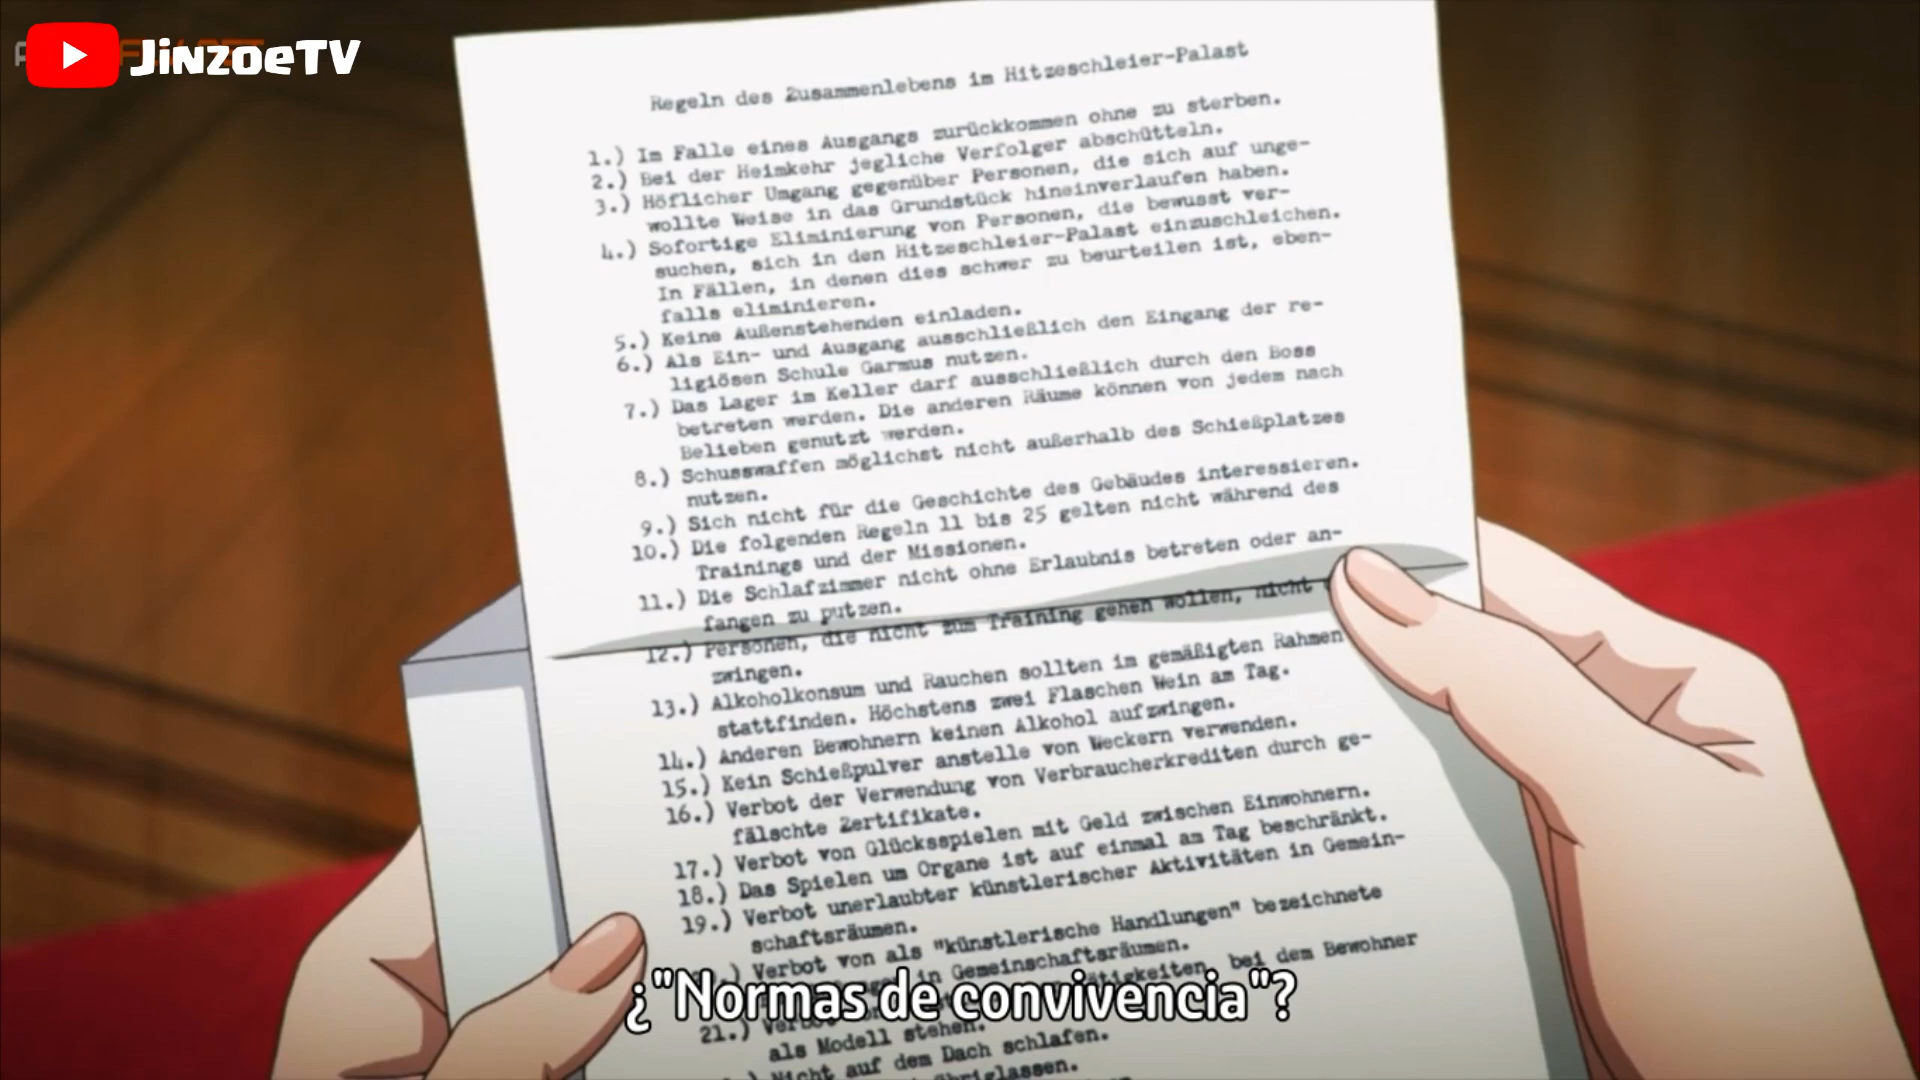 JinzoeTV
Regeln des Zusammenlebens im Hitzeschleier-Palast
1.) Im Falle eines Ausgangs zurückkommen ohne zu sterben.
2.) Bei der Heimkehr jegliche Verfolger abschütteln.
3.) Höflicher Umgang gegenüber Personen, die sich auf unge-
wollte Weise in das Grundstück hineinverlaufen haben.
4.) Sofortige Eliminierung von Personen, die bewusst ver-
suchen, sich in den Hitzeschleier-Palast einzuschleichen.
In Fällen, in denen dies schwer zu beurteilen ist, eben-
falls eliminieren.
5.) Keine Außenstehenden einladen.
6.) Als Ein- und Ausgang ausschließlich den Eingang der re-
ligiösen Schule Garmus nutzen.
7.) Das Lager im Keller darf ausschließlich durch den Boss
betreten werden. Die anderen Räume können von jedem nach
Belieben genutzt werden.
8.) Schusswaffen möglichst nicht außerhalb des Schießplatzes
nutzen.
9.) Sich nicht für die Geschichte des Gebäudes interessieren.
10.) Die folgenden Regeln 11 bis 25 gelten nicht während des
Trainings und der Missionen.
11.) Die Schlafzimmer nicht ohne Erlaubnis betreten oder an-
fangen zu putzen.
12.) Personen, die nicht zum Training gehen wollen, nicht
zwingen.
13.) Alkoholkonsum und Rauchen sollten im gemäßigten Rahmen
stattfinden. Höchstens zwei Flaschen Wein am Tag.
14.) Anderen Bewohnern keinen Alkohol aufzwingen.
15.) Kein Schießpulver anstelle von Weckern verwenden.
16.) Verbot der Verwendung von Verbraucherkrediten durch ge-
fälschte Zertifikate.
17.) Verbot von Glücksspielen mit Geld zwischen Einwohnern.
18.) Das Spielen um Organe ist auf einmal am Tag beschränkt.
19.) Verbot unerlaubter künstlerischer Aktivitäten in Gemein-
schaftsräumen.
.) Verbot von als "künstlerische Handlungen" bezeichnete
in Gemeinschaftsräumen.
bei dem Bewohner
21.) Verbot
als Modell stehen.
Nicht auf dem Dach schlafen.
¿"Normas de convivencia"?